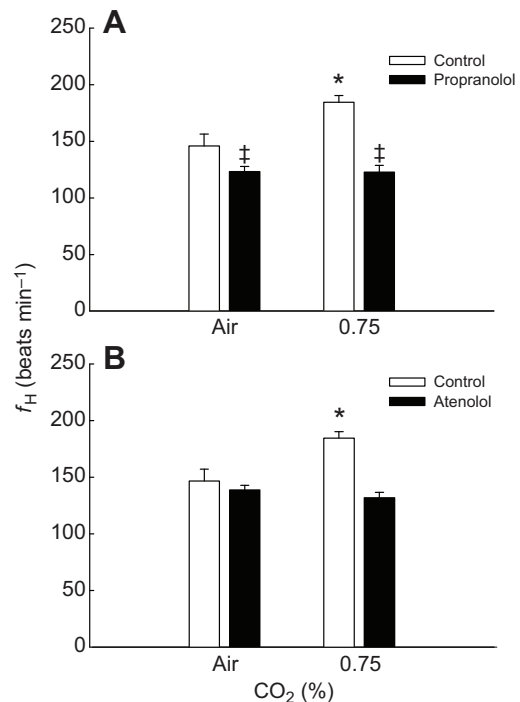 A
250
Control
Propranolol
*
200
150
‡
‡
100
50
0
Air 0.75
fH (beats min⁻¹)
B
250
Control
Atenolol
*
200
150
100
50
0
Air 0.75
CO₂ (%)